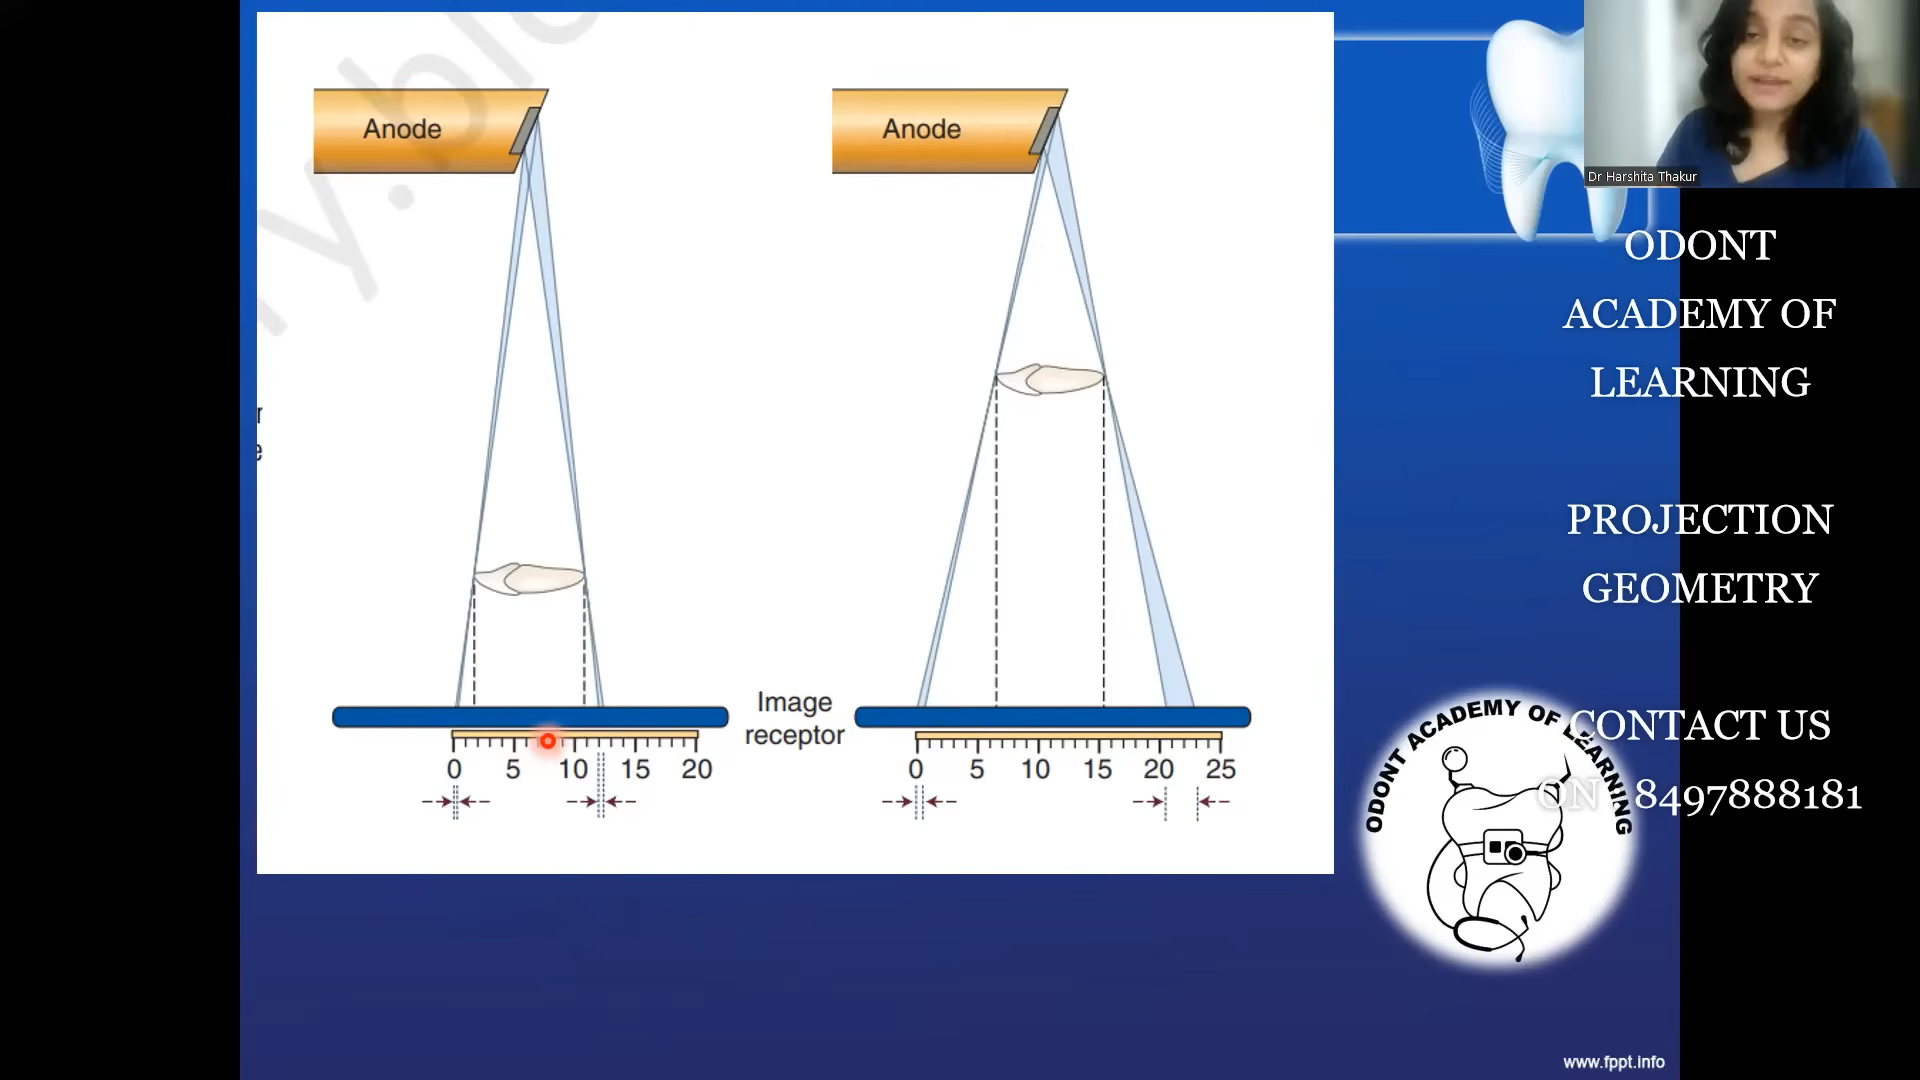 Anode
Anode
Dr Harshita Thakur
ODONT
ACADEMY OF
LEARNING
PROJECTION
GEOMETRY
CONTACT US
ON 8497888181
r
e
Image
receptor
0 5 10 15 20
0 5 10 15 20 25
ODONT ACADEMY OF LEARNING
www.fppt.info